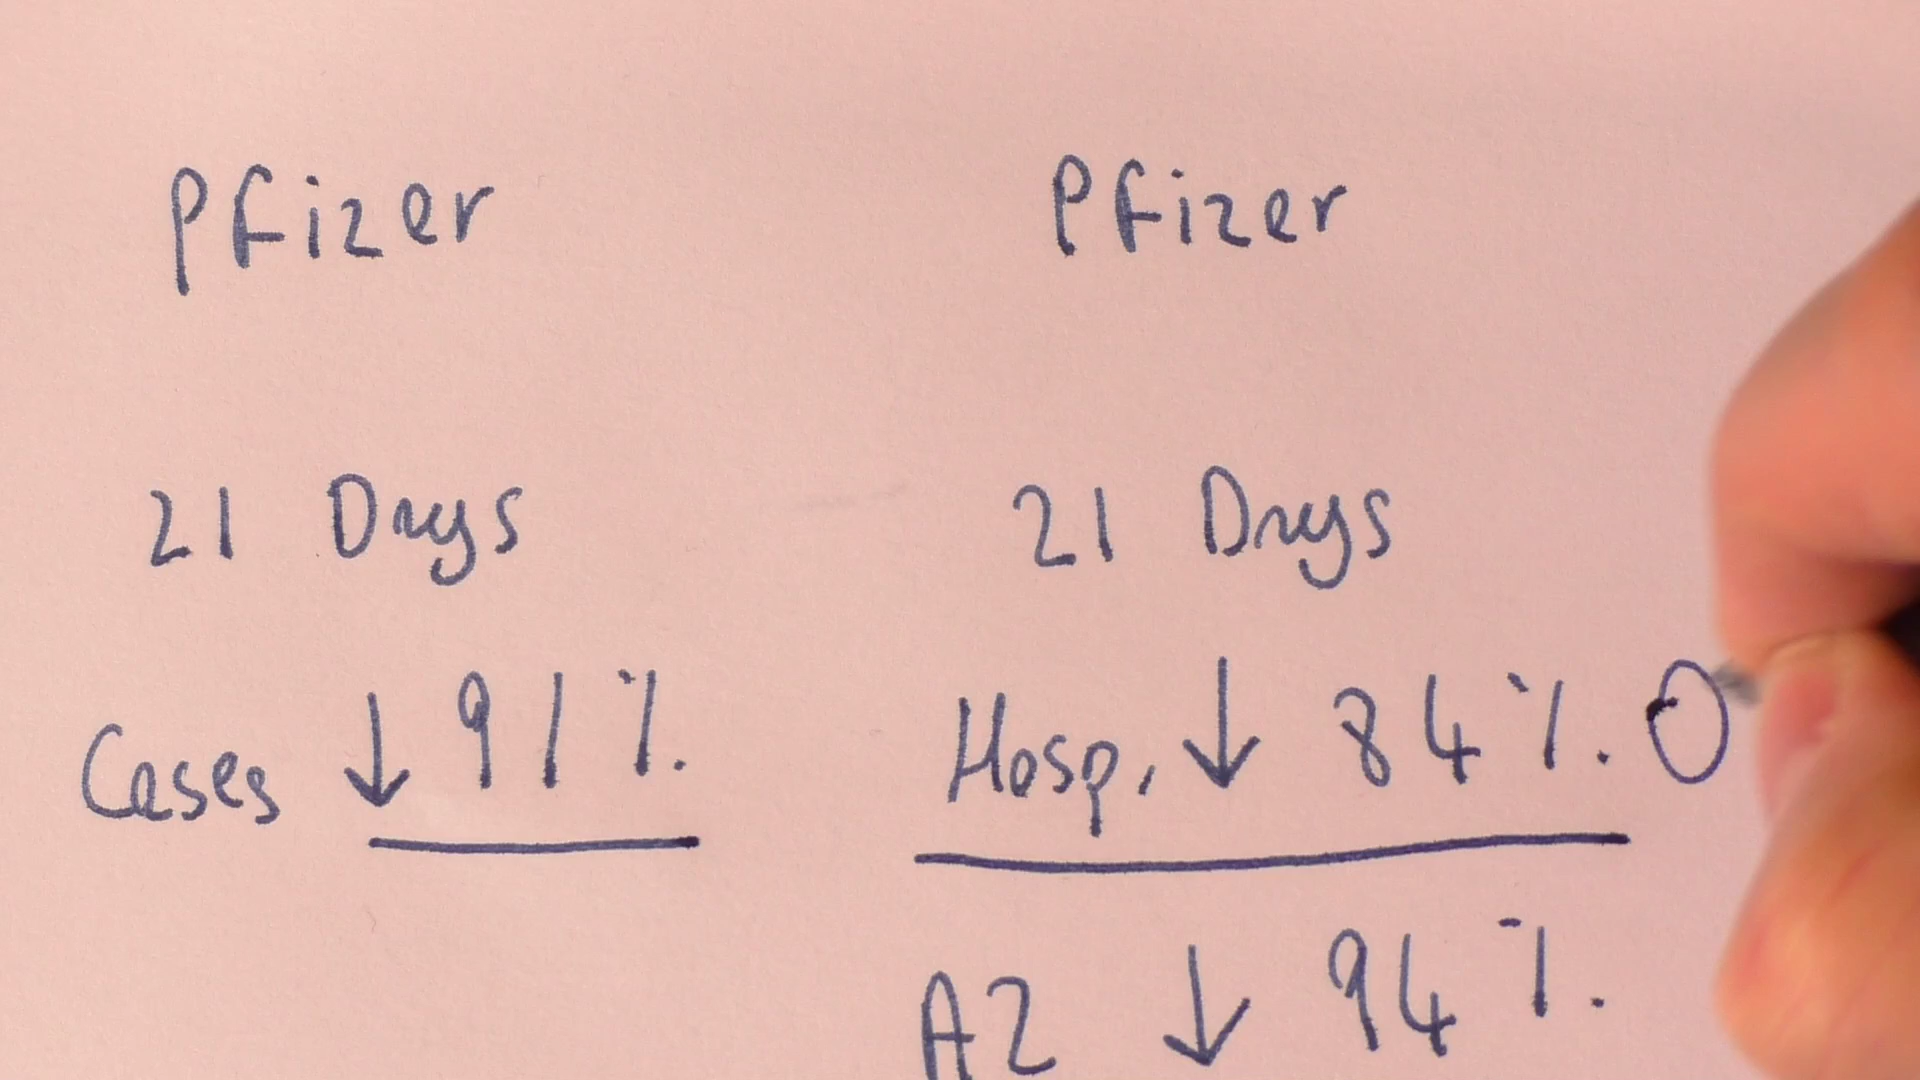 Pfizer
21 Days
Cases ↓ 91%.
Pfizer
21 Days
Hosp. ↓ 84%. O
AZ ↓ 94%.